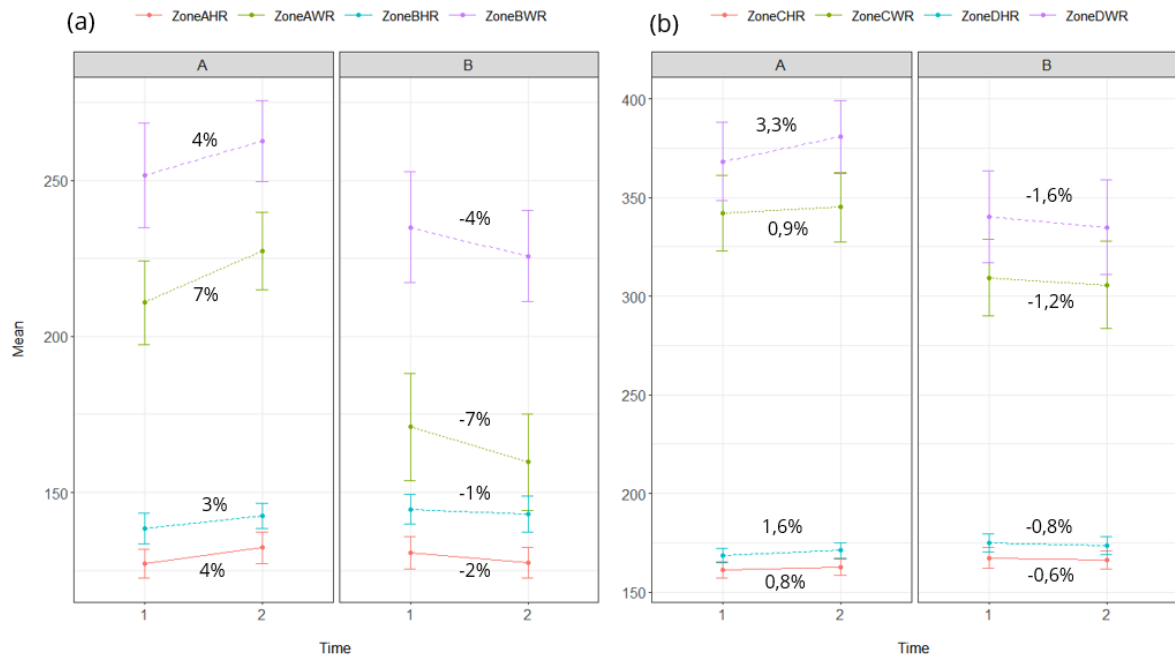 (a) ZoneAHR ZoneAWR ZoneBHR ZoneBWR
A B
Mean
250
200
150
4%
7%
3%
4%
-4%
-7%
-1%
-2%
1 2 1 2
Time
(b) ZoneCHR ZoneCWR ZoneDHR ZoneDWR
A B
400
350
300
250
200
150
3,3%
0,9%
1,6%
0,8%
-1,6%
-1,2%
-0,8%
-0,6%
1 2 1 2
Time